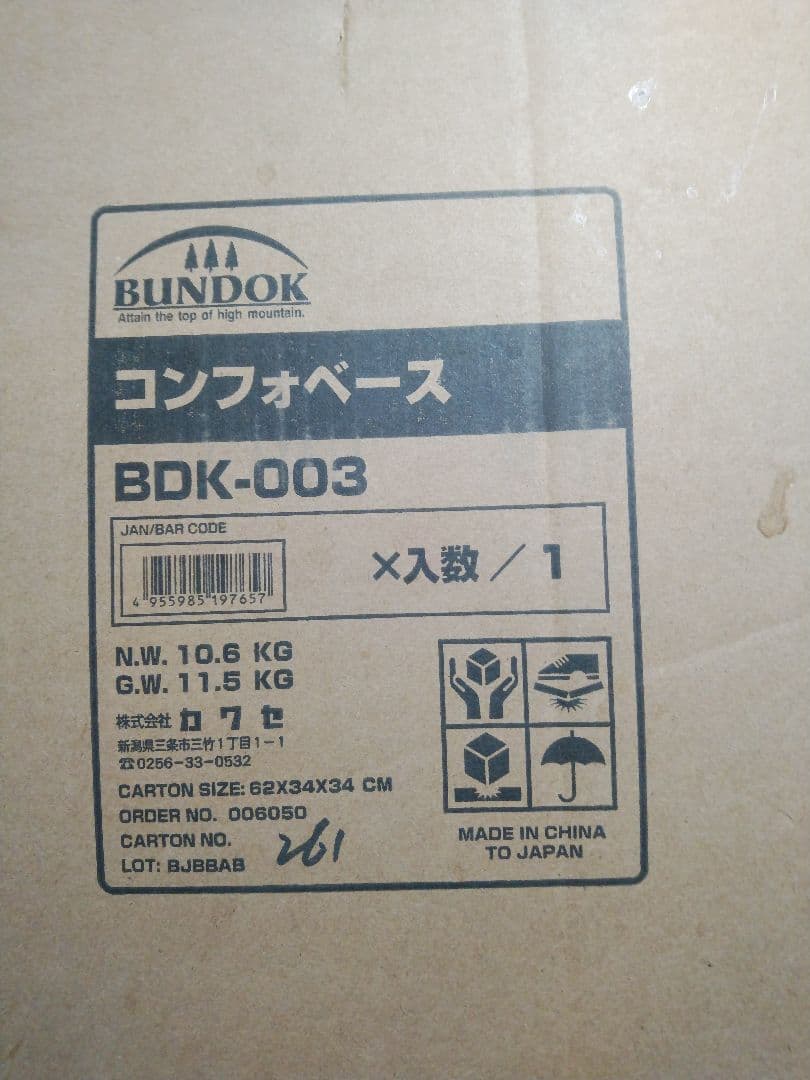 BUNDOK
Attain the top of high mountain.
コンフォベース
BDK-003
JAN/BAR CODE
4 955985 197657
×入数／1
N.W. 10.6 KG
G.W. 11.5 KG
株式会社 カワセ
新潟県三条市三竹1丁目1-1
☎0256-33-0532
CARTON SIZE: 62X34X34 CM
ORDER NO. 006050
CARTON NO. 261
LOT: BJBBAB
MADE IN CHINA
TO JAPAN